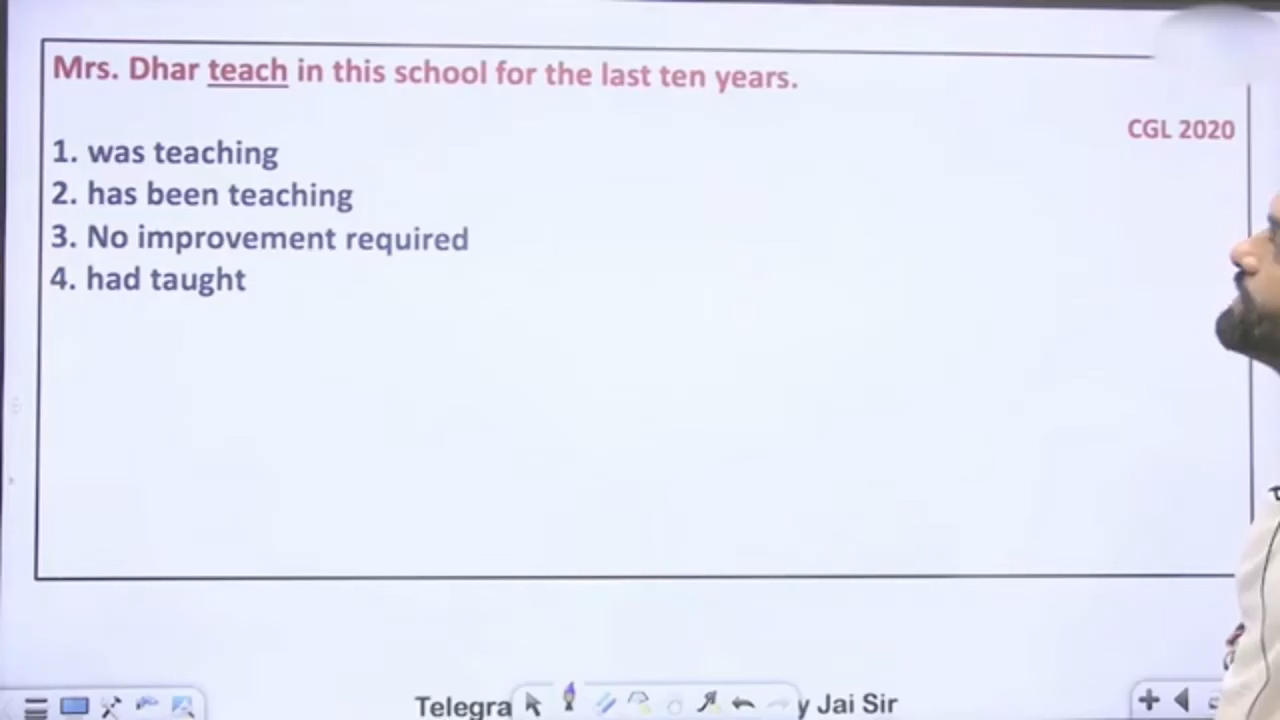 Mrs. Dhar teach in this school for the last ten years.
CGL 2020
1. was teaching
2. has been teaching
3. No improvement required
4. had taught
y Jai Sir